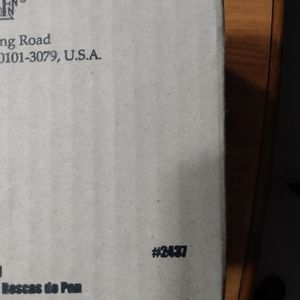 ng Road
0101-3079, U.S.A.
#2437
Roscas de Pan